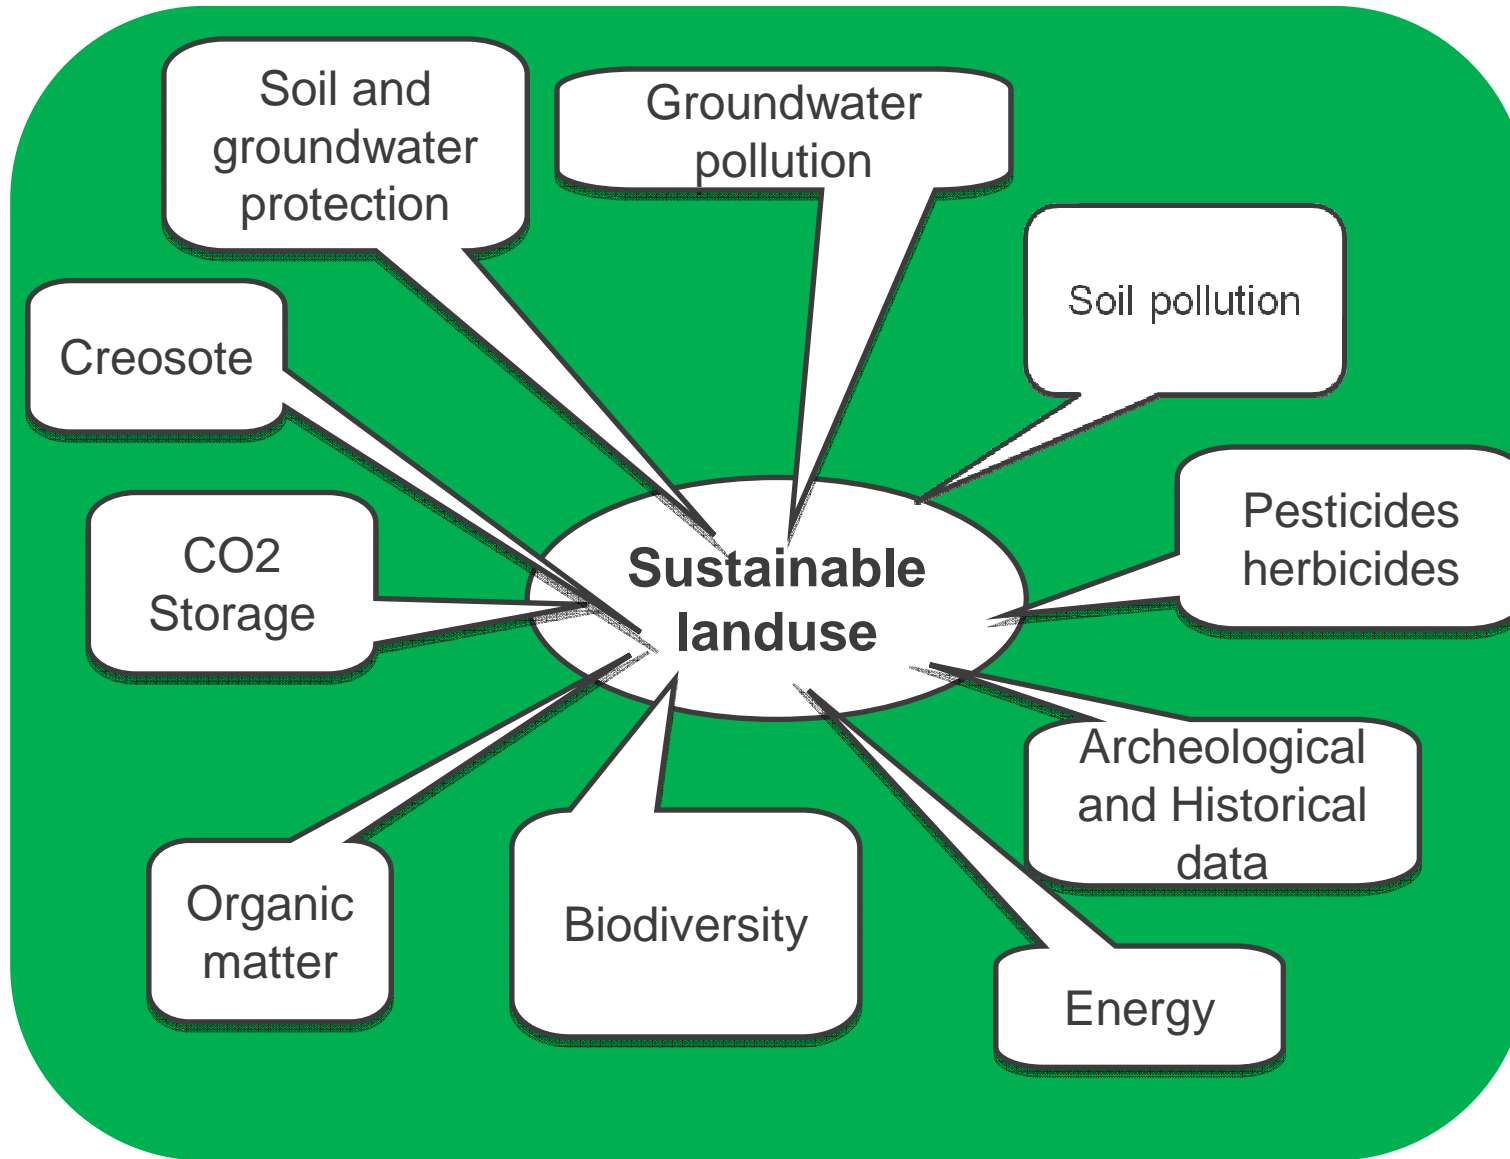 Soil and
groundwater
protection
Groundwater
pollution
Soil pollution
Creosote
Pesticides
herbicides
CO2
Storage
Sustainable
landuse
Archeological
and Historical
data
Organic
matter
Biodiversity
Energy